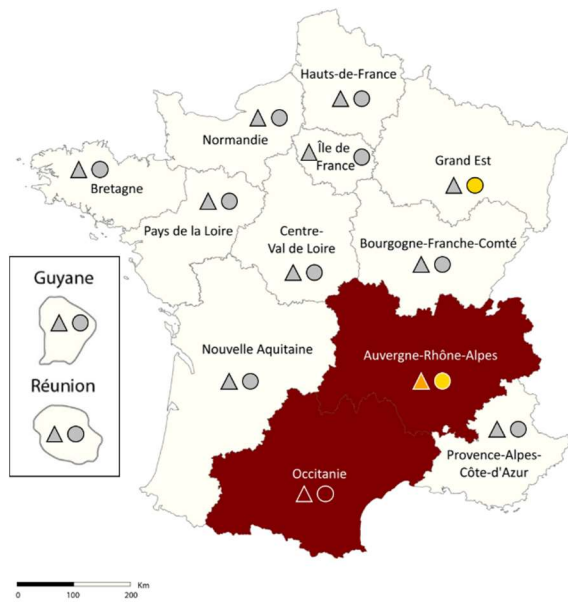 Hauts-de-France
Normandie
Île de
France
Grand Est
Bretagne
Pays de la Loire
Centre-
Val de Loire
Bourgogne-Franche-Comté
Guyane
Réunion
Nouvelle Aquitaine
Auvergne-Rhône-Alpes
Provence-Alpes-
Côte-d'Azur
Occitanie
Km
0 100 200